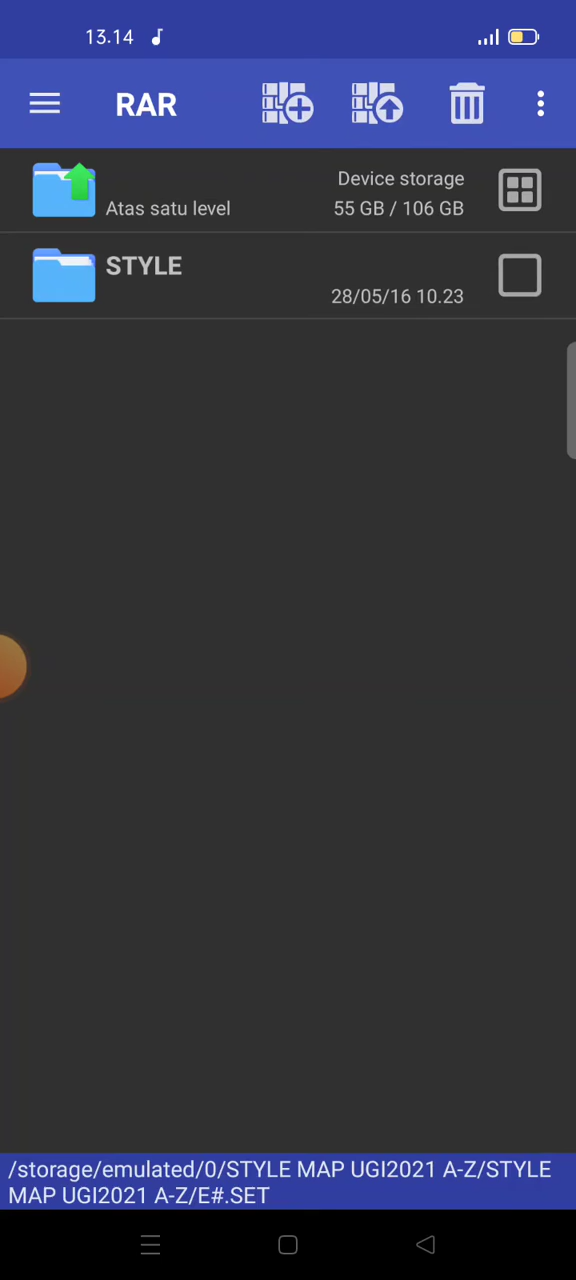 13.14
RAR
Device storage
Atas satu level
55 GB / 106 GB
STYLE
28/05/16 10.23
/storage/emulated/0/STYLE MAP UGI2021 A-Z/STYLE
MAP UGI2021 A-Z/E#.SET